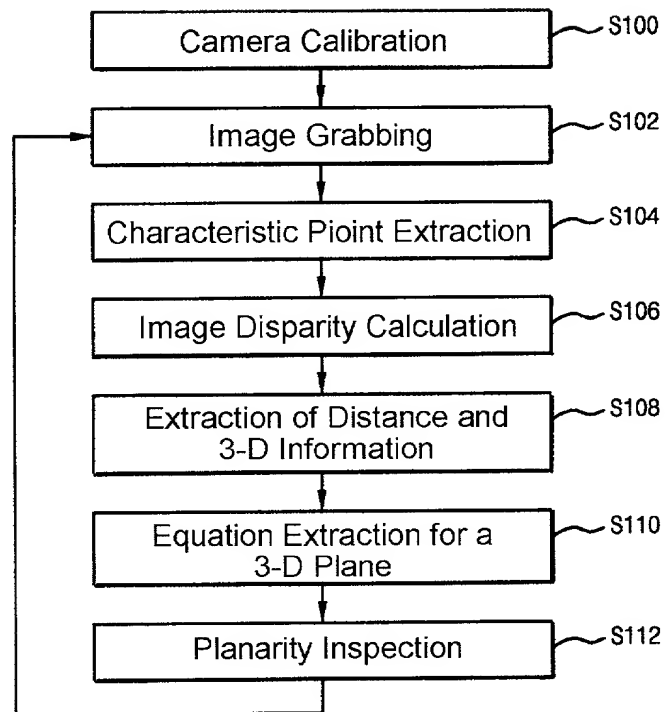 Camera Calibration
S100
Image Grabbing
S102
Characteristic Pioint Extraction
S104
Image Disparity Calculation
S106
Extraction of Distance and
3-D Information
S108
Equation Extraction for a
3-D Plane
S110
Planarity Inspection
S112